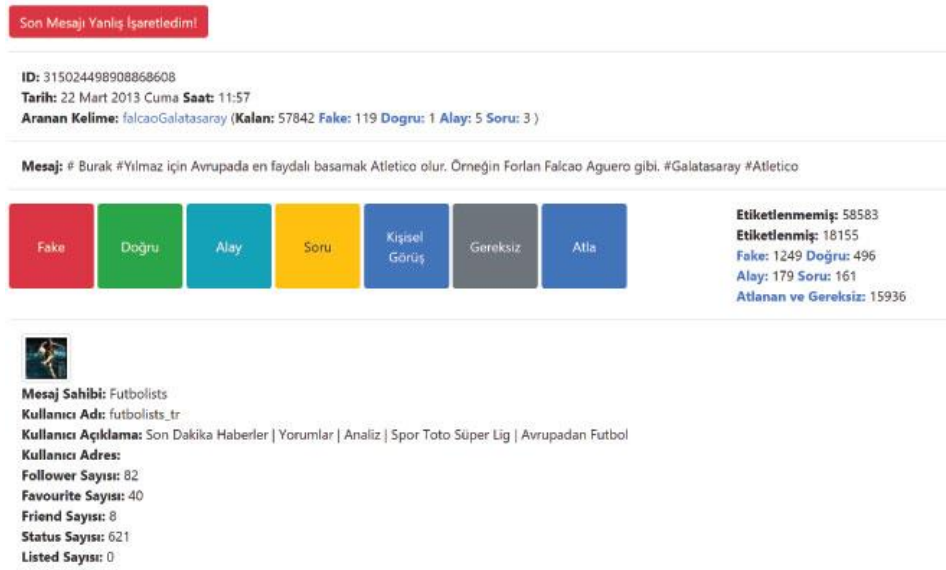 Son Mesajı Yanlış İşaretledim!
ID: 315024498908868608
Tarih: 22 Mart 2013 Cuma Saat: 11:57
Aranan Kelime: falcaoGalatasaray (Kalan: 57842 Fake: 119 Dogru: 1 Alay: 5 Soru: 3 )
Mesaj: # Burak #Yılmaz için Avrupada en faydalı basamak Atletico olur. Örneğin Forlan Falcao Aguero gibi. #Galatasaray #Atletico
Fake
Doğru
Alay
Soru
Kişisel
Görüş
Gereksiz
Atla
Etiketlenmemiş: 58583
Etiketlenmiş: 18155
Fake: 1249 Doğru: 496
Alay: 179 Soru: 161
Atlanan ve Gereksiz: 15936
Mesaj Sahibi: Futbolists
Kullanıcı Adı: futbolists_tr
Kullanıcı Açıklama: Son Dakika Haberler | Yorumlar | Analiz | Spor Toto Süper Lig | Avrupadan Futbol
Kullanıcı Adres:
Follower Sayısı: 82
Favourite Sayısı: 40
Friend Sayısı: 8
Status Sayısı: 621
Listed Sayısı: 0